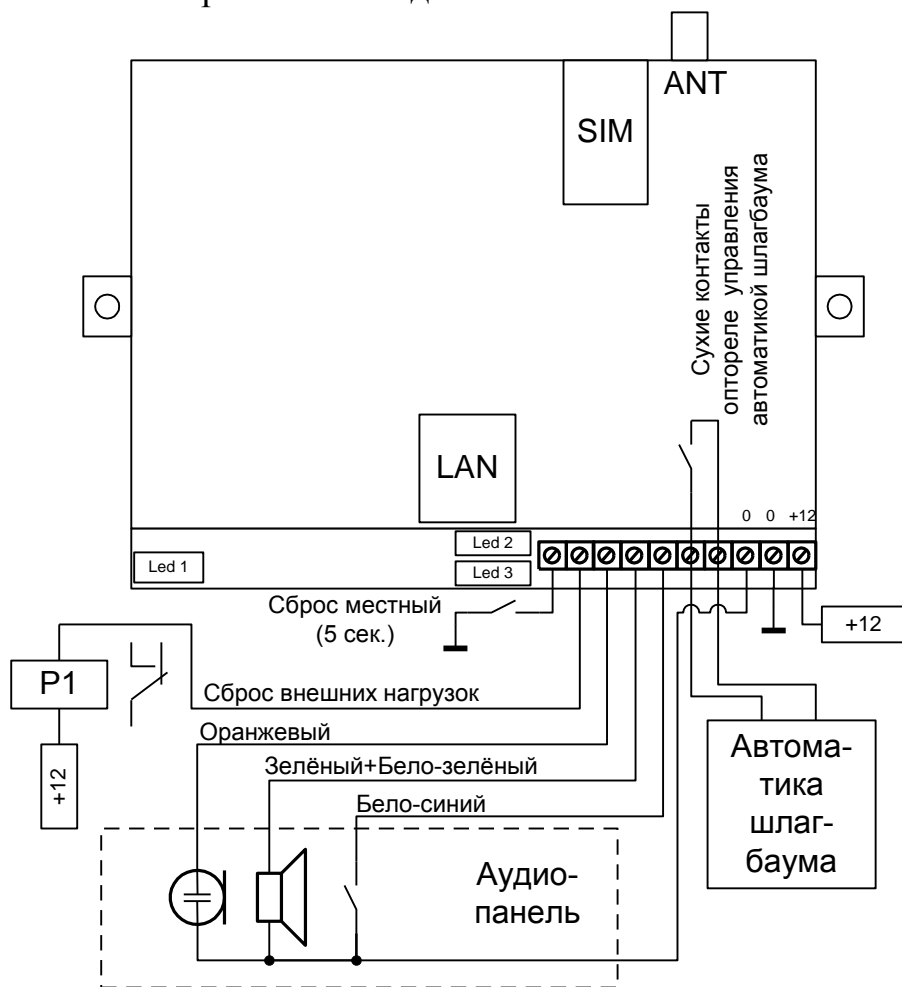 ANT
SIM
Сухие контакты
оптореле управления
автоматикой шлагбаума
LAN
0 0 +12
Led 1
Led 2
Led 3
Сброс местный
(5 сек.)
+12
P1
Сброс внешних нагрузок
+12
Оранжевый
Зелёный+Бело-зелёный
Бело-синий
Автома-
тика
шлаг-
баума
Аудио-
панель